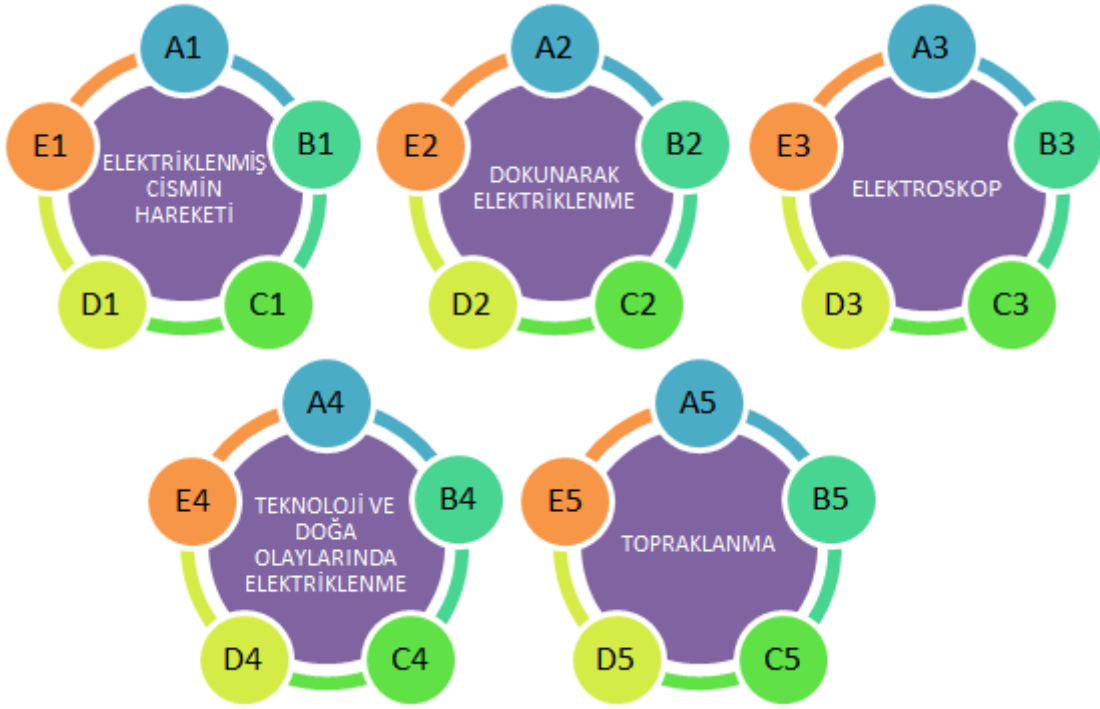 A1
E1
B1
ELEKTRİKLENMİŞ
CİSMİN
HAREKETİ
D1
C1
A2
E2
B2
DOKUNARAK
ELEKTRİKLENME
D2
C2
A3
E3
B3
ELEKTROSKOP
D3
C3
A4
E4
B4
TEKNOLOJİ VE
DOĞA
OLAYLARINDA
ELEKTRİKLENME
D4
C4
A5
E5
B5
TOPRAKLANMA
D5
C5